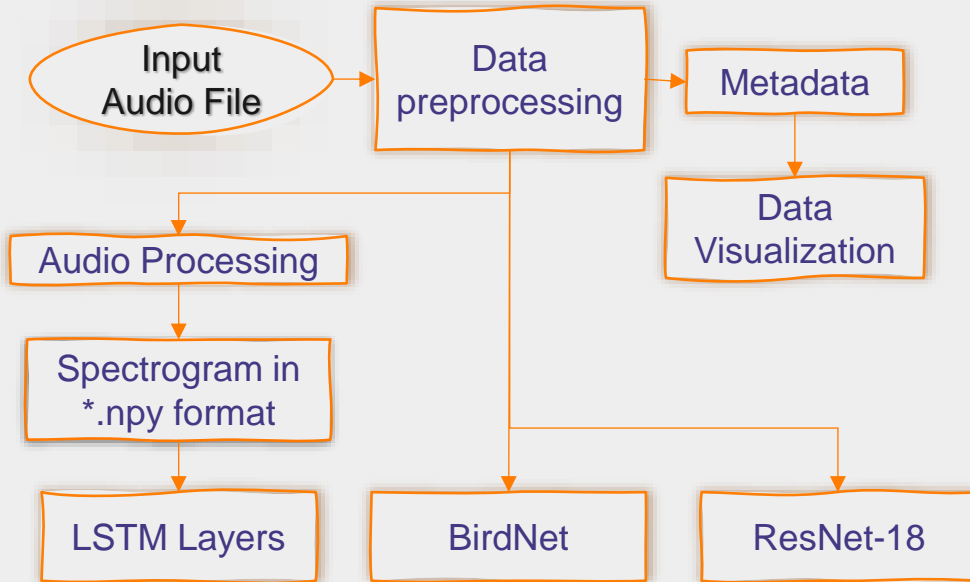 Input
Audio File
Data
preprocessing
Metadata
Data
Visualization
Audio Processing
Spectrogram in
*.npy format
LSTM Layers
BirdNet
ResNet-18